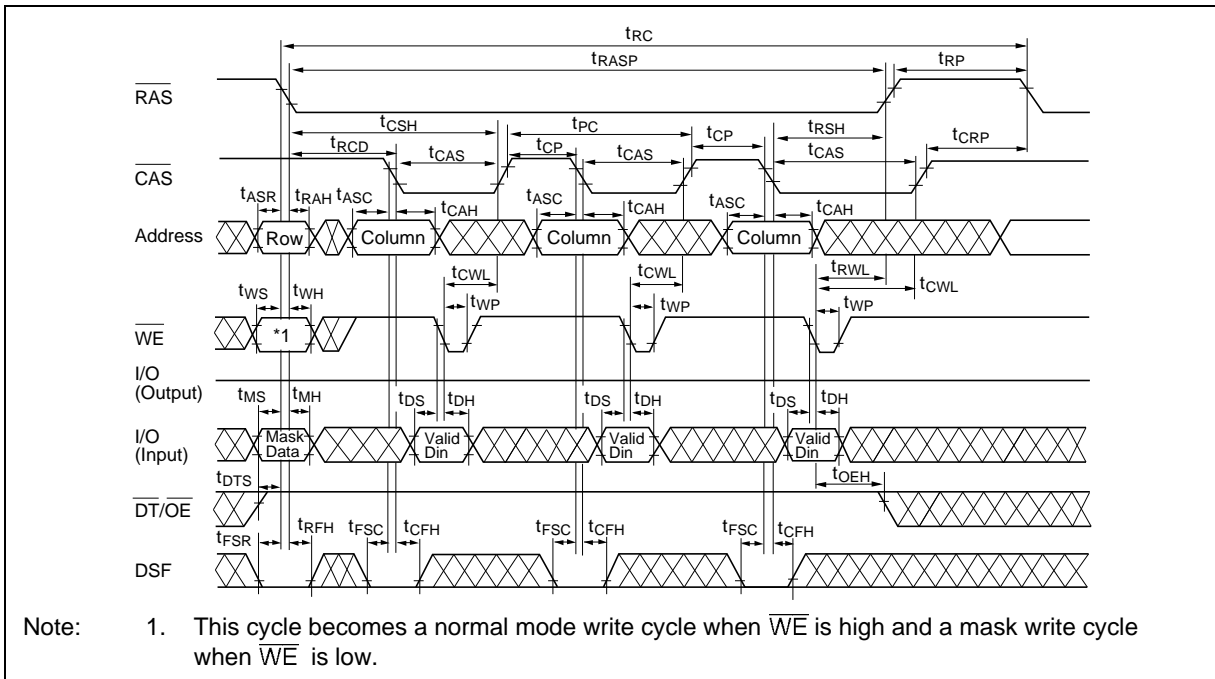 tRC
tRASP tRP
RAS
tCSH tPC tCP tRSH
tRCD tCAS tCP tCAS tCAS tCRP
CAS
tASR tRAH tASC tCAH tASC tCAH tASC tCAH
Address Row Column Column Column
tCWL tCWL tRWL tCWL
tWS tWH tWP tWP tWP
WE *1
I/O
(Output)
tMS tMH tDS tDH tDS tDH tDS tDH
I/O
(Input)
Mask
Data
Valid
Din
Valid
Din
Valid
Din
tDTS tOEH
DT/OE
tFSR tRFH tFSC tCFH tFSC tCFH tFSC tCFH
DSF
Note: 1. This cycle becomes a normal mode write cycle when WE is high and a mask write cycle
when WE is low.